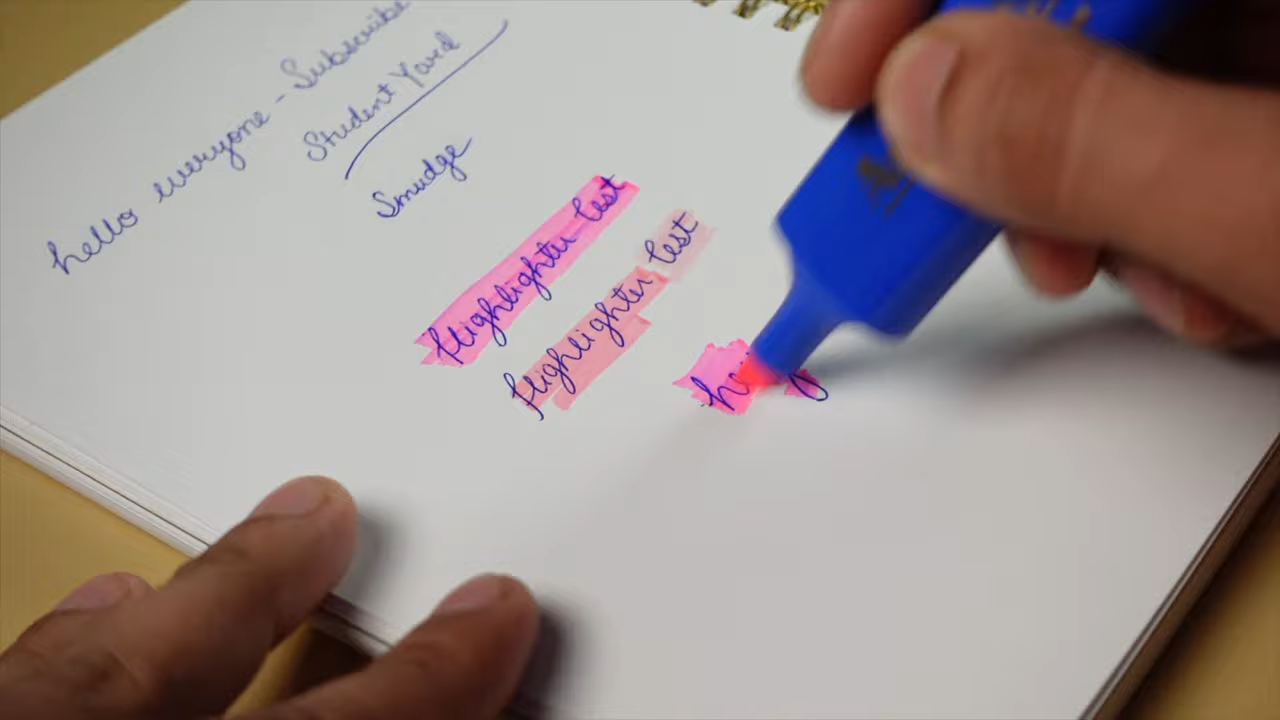 hello everyone - Subscribe
Student Yard
Smudge
Highlighter test
Highlighter test